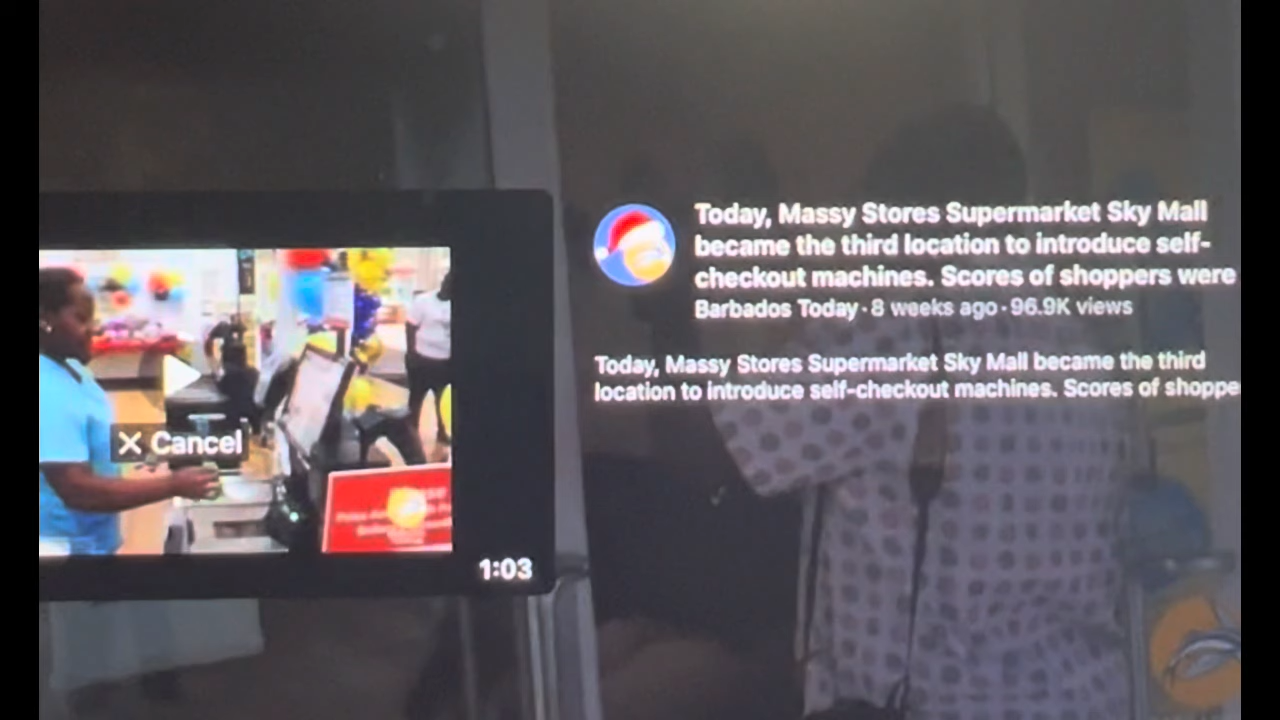 Today, Massy Stores Supermarket Sky Mall
became the third location to introduce self-
checkout machines. Scores of shoppers were
Barbados Today · 8 weeks ago · 96.9K views
Today, Massy Stores Supermarket Sky Mall became the third
location to introduce self-checkout machines. Scores of shoppe
× Cancel
1:03